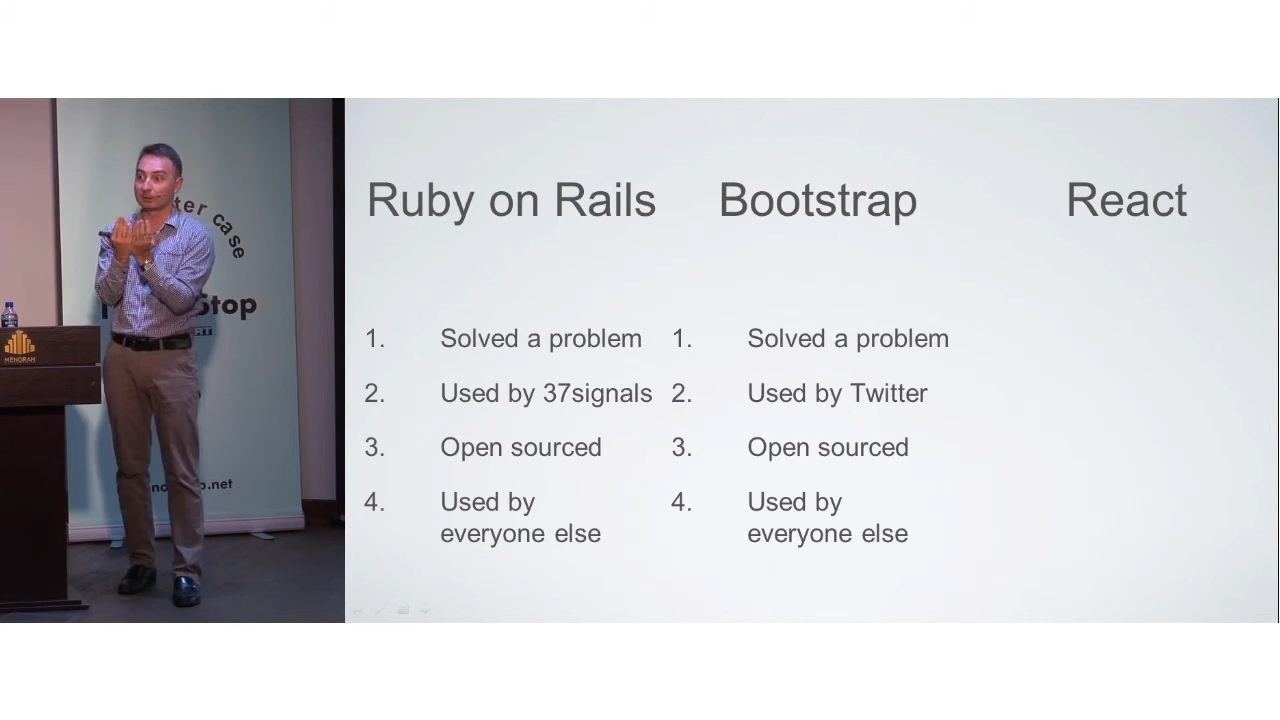 Ruby on Rails
Bootstrap
React
1. Solved a problem
2. Used by 37signals
3. Open sourced
4. Used by
everyone else
1. Solved a problem
2. Used by Twitter
3. Open sourced
4. Used by
everyone else
case
MENORAH